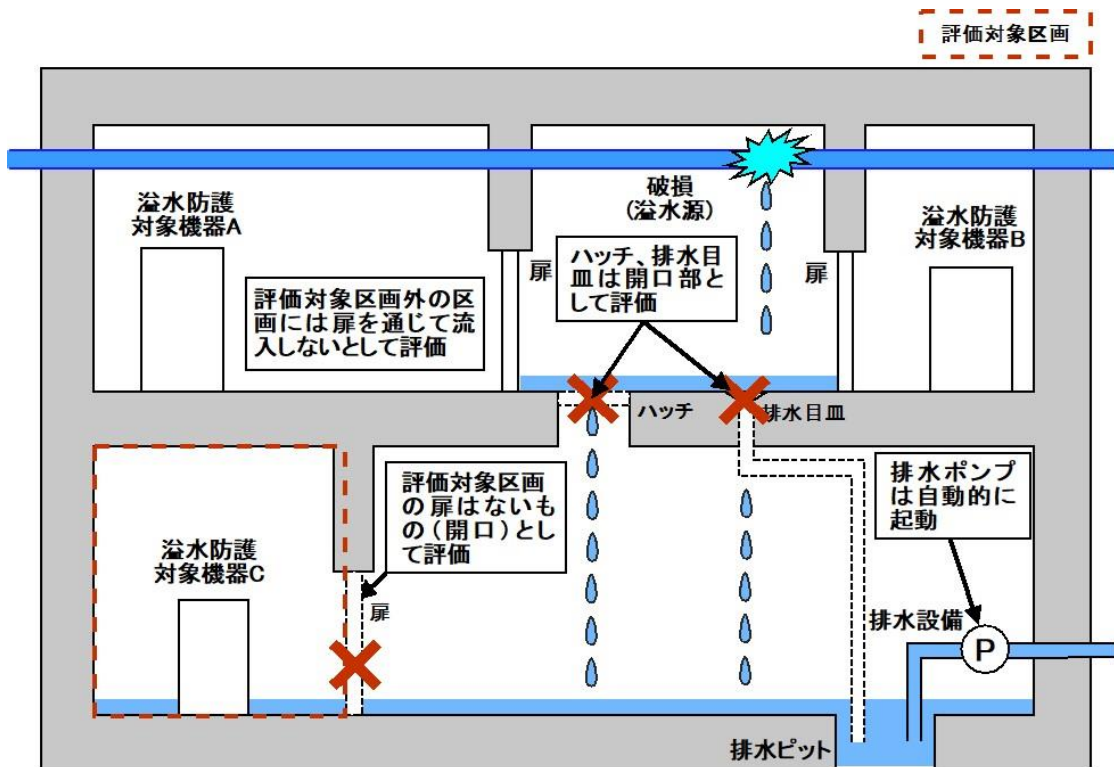 評価対象区画
溢水防護
対象機器A
破損
(溢水源)
溢水防護
対象機器B
扉
ハッチ、排水目
皿は開口部と
して評価
扉
評価対象区画外の区
画には扉を通じて流
入しないとして評価
ハッチ
排水目皿
評価対象区画
の扉はないも
の(開口)とし
て評価
排水ポンプ
は自動的に
起動
溢水防護
対象機器C
扉
排水設備
P
排水ピット